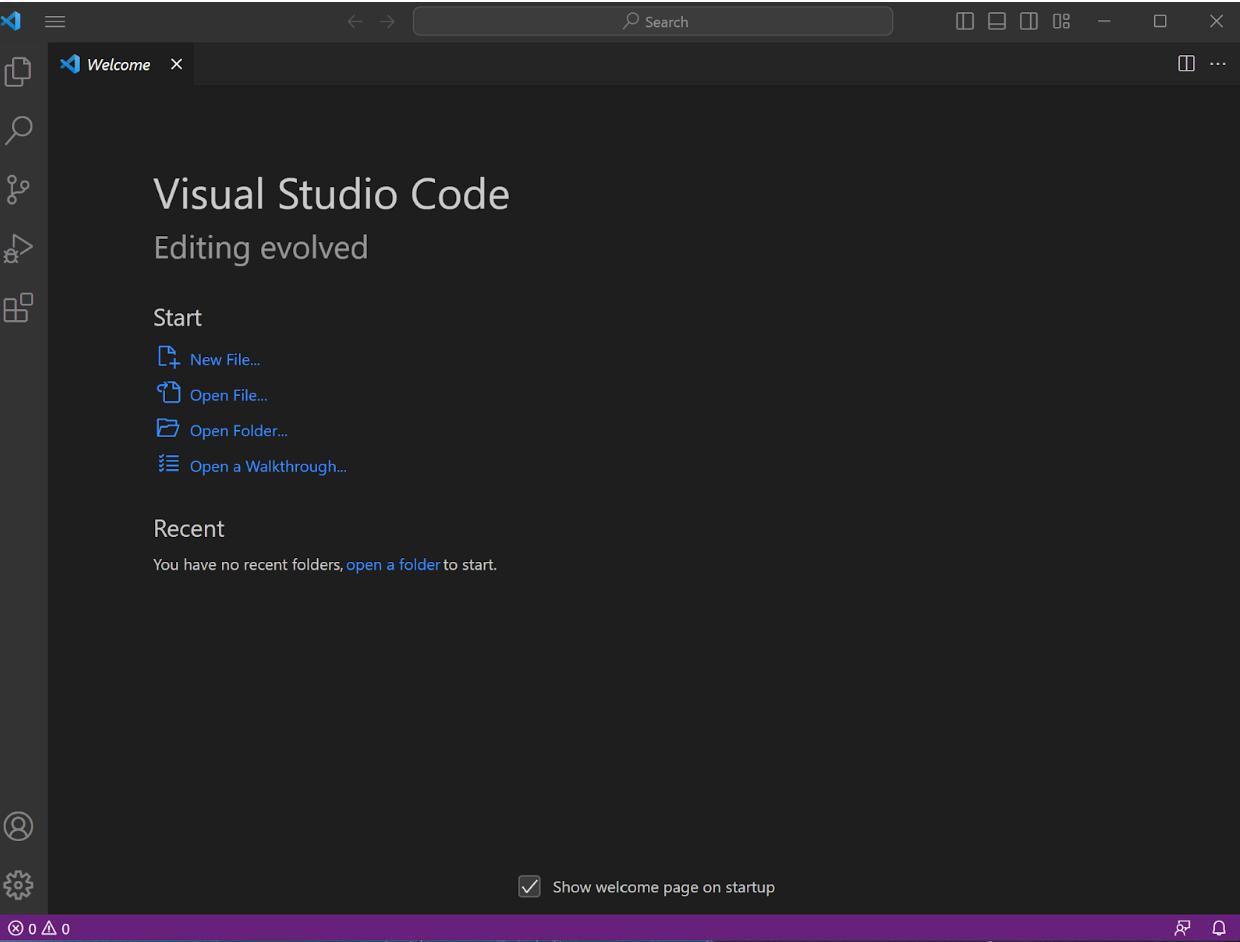 Search
Welcome
Visual Studio Code
Editing evolved
Start
New File...
Open File...
Open Folder...
Open a Walkthrough...
Recent
You have no recent folders, open a folder to start.
Show welcome page on startup
0 0